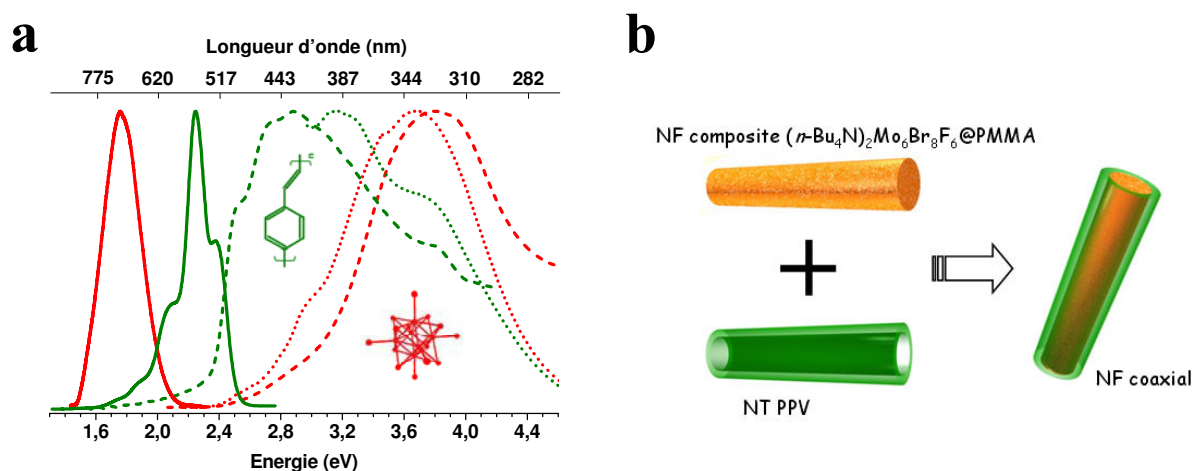 a
Longueur d'onde (nm)
775 620 517 443 387 344 310 282
n
1,6 2,0 2,4 2,8 3,2 3,6 4,0 4,4
Energie (eV)
b
NF composite (n-Bu₄N)₂Mo₆Br₈F₆@PMMA
+
NT PPV
NF coaxial